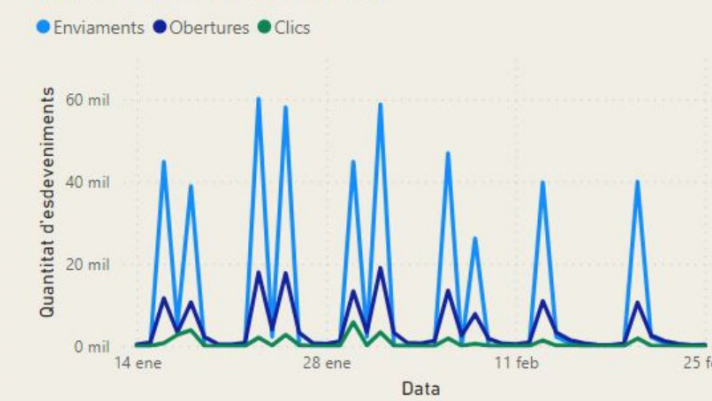 Enviaments Obertures Clics
Quantitat d'esdeveniments
60 mil
40 mil
20 mil
0 mil
14 ene 28 ene 11 feb 25 f
Data